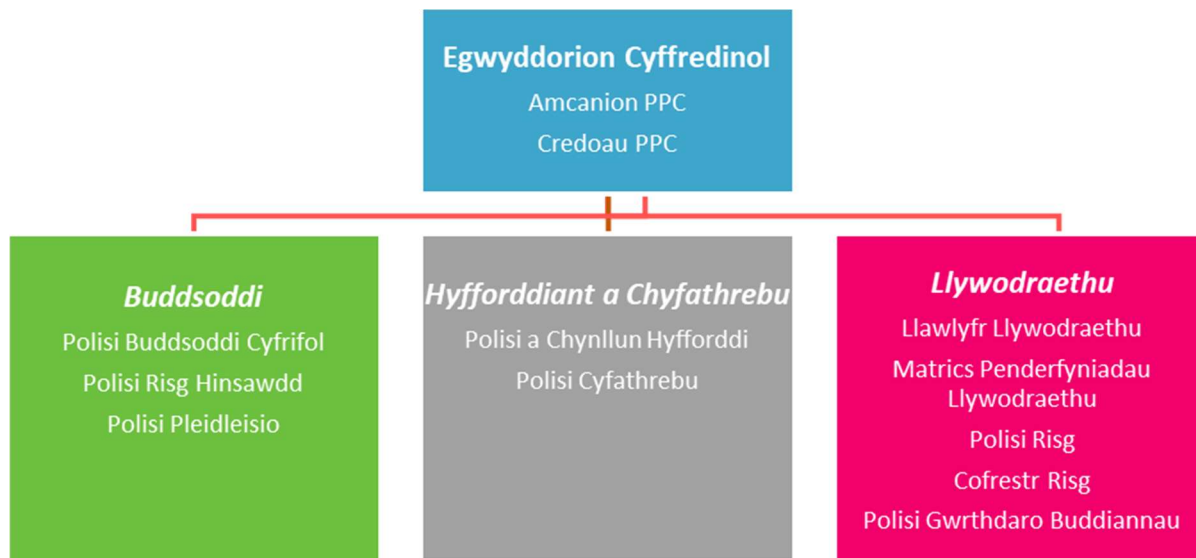 Egwyddorion Cyffredinol
Amcanion PPC
Credoau PPC
Buddsoddi
Polisi Buddsoddi Cyfrifol
Polisi Risg Hinsawdd
Polisi Pleidleisio
Hyfforddiant a Chyfathrebu
Polisi a Chynllun Hyfforddi
Polisi Cyfathrebu
Llywodraethu
Llawlyfr Llywodraethu
Matrics Penderfyniadau
Llywodraethu
Polisi Risg
Cofrestr Risg
Polisi Gwrthdaro Buddiannau